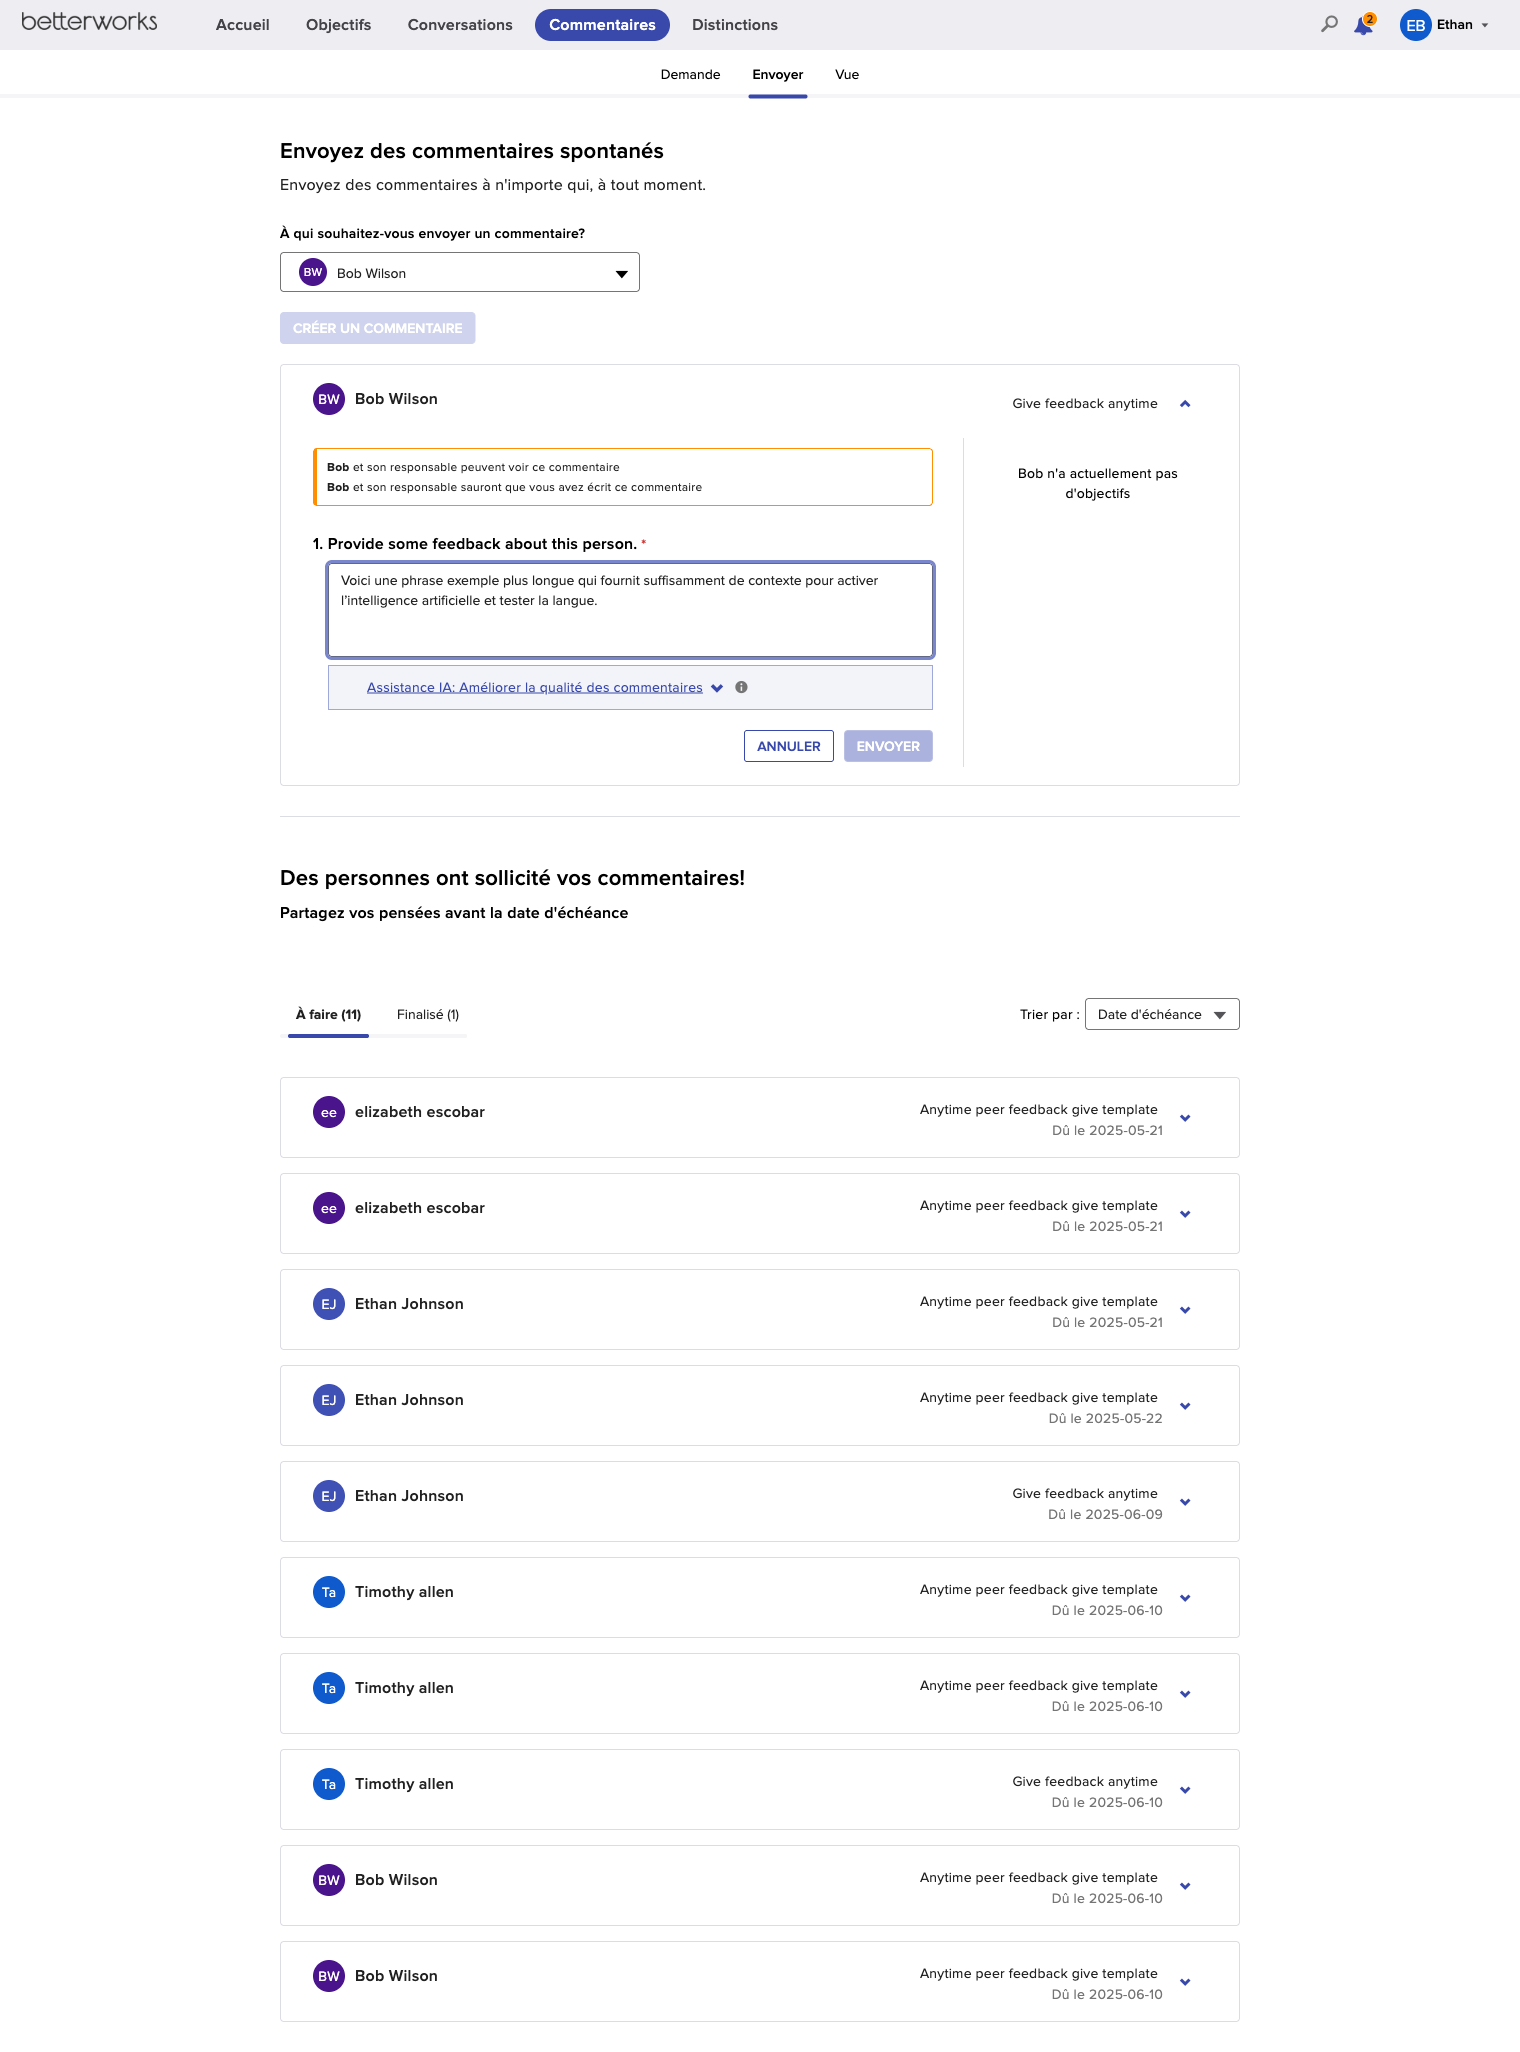 betterworks
Accueil
Objectifs
Conversations
Commentaires
Distinctions
2
EB
Ethan
Demande
Envoyer
Vue
Envoyez des commentaires spontanés
Envoyez des commentaires à n'importe qui, à tout moment.
À qui souhaitez-vous envoyer un commentaire?
BW
Bob Wilson
CRÉER UN COMMENTAIRE
BW
Bob Wilson
Give feedback anytime
Bob et son responsable peuvent voir ce commentaire
Bob et son responsable sauront que vous avez écrit ce commentaire
Bob n'a actuellement pas
d'objectifs
1. Provide some feedback about this person. *
Voici une phrase exemple plus longue qui fournit suffisamment de contexte pour activer
l'intelligence artificielle et tester la langue.
Assistance IA: Améliorer la qualité des commentaires
ANNULER
ENVOYER
Des personnes ont sollicité vos commentaires!
Partagez vos pensées avant la date d'échéance
À faire (11)
Finalisé (1)
Trier par :
Date d'échéance
ee
elizabeth escobar
Anytime peer feedback give template
Dû le 2025-05-21
ee
elizabeth escobar
Anytime peer feedback give template
Dû le 2025-05-21
EJ
Ethan Johnson
Anytime peer feedback give template
Dû le 2025-05-21
EJ
Ethan Johnson
Anytime peer feedback give template
Dû le 2025-05-22
EJ
Ethan Johnson
Give feedback anytime
Dû le 2025-06-09
Ta
Timothy allen
Anytime peer feedback give template
Dû le 2025-06-10
Ta
Timothy allen
Anytime peer feedback give template
Dû le 2025-06-10
Ta
Timothy allen
Give feedback anytime
Dû le 2025-06-10
BW
Bob Wilson
Anytime peer feedback give template
Dû le 2025-06-10
BW
Bob Wilson
Anytime peer feedback give template
Dû le 2025-06-10